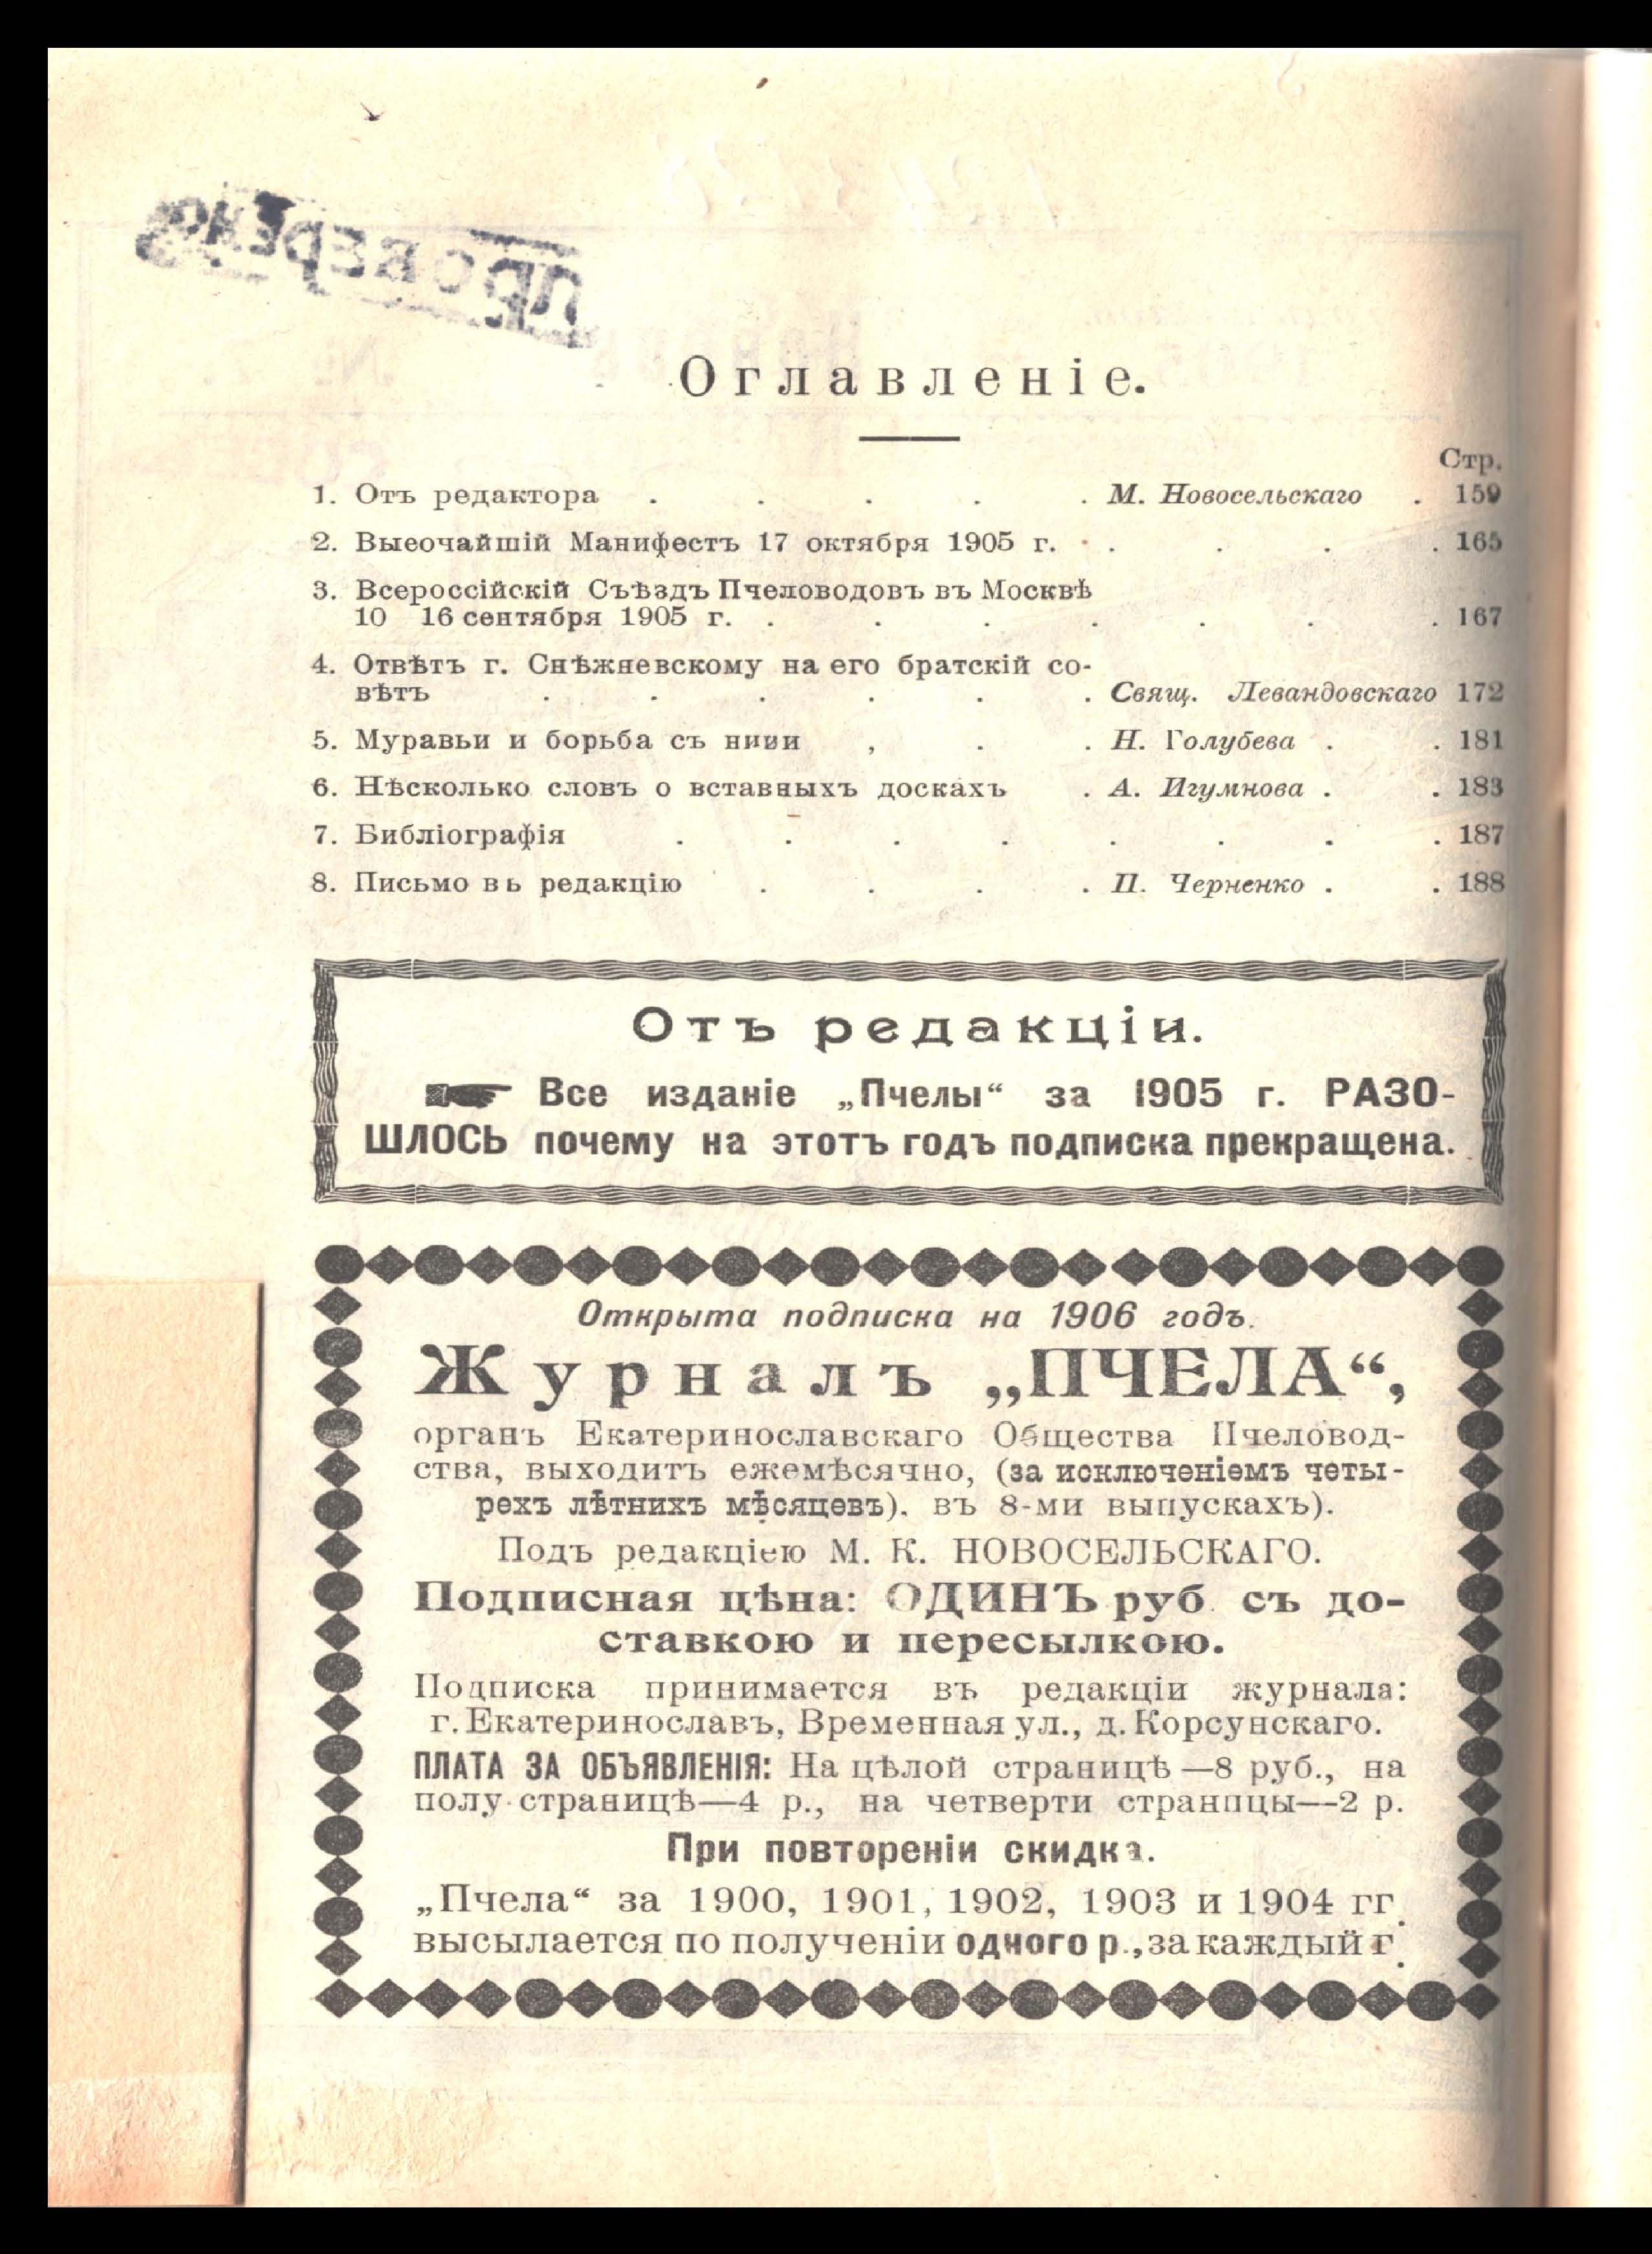 Оглавленіе.
Стр.
1. Отъ редактора . . . . . М. Новосельскаго . 159
2. Выеочайшій Манифестъ 17 октября 1905 г. . . . . 165
3. Всероссійскій Съѣздъ Пчеловодовъ въ Москвѣ
10 16 сентября 1905 г. . . . . . . . 167
4. Отвѣтъ г. Снѣжневскому на его братскій со-
вѣтъ . . . . . . Свящ. Левандовскаго 172
5. Муравьи и борьба съ ними , . . Н. Голубева . . 181
6. Нѣсколько словъ о вставныхъ доскахъ . А. Игумнова . . 183
7. Библіографія . . . . . . . . 187
8. Письмо вь редакцію . . . . П. Черненко . . 188
Отъ редакціи.
Все изданіе „Пчелы“ за 1905 г. РАЗО-
ШЛОСЬ почему на этотъ годъ подписка прекращена.
Открыта подписка на 1906 годъ.
Журналъ „ПЧЕЛА“,
органъ Екатеринославскаго Общества Пчеловод-
ства, выходитъ ежемѣсячно, (за исключеніемъ четы-
рехъ лѣтнихъ мѣсяцевъ). въ 8-ми выпускахъ).
Подъ редакціею М. К. НОВОСЕЛЬСКАГО.
Подписная цѣна: ОДИНЪ руб. съ до-
ставкою и пересылкою.
Подписка принимается въ редакціи журнала:
г. Екатеринославъ, Временная ул., д. Корсунскаго.
ПЛАТА ЗА ОБЪЯВЛЕНІЯ: На цѣлой страницѣ—8 руб., на
полу-страницѣ—4 р., на четверти страницы—2 р.
При повтореніи скидка.
„Пчела“ за 1900, 1901, 1902, 1903 и 1904 гг.
высылается по полученіи одного р., за каждый г.